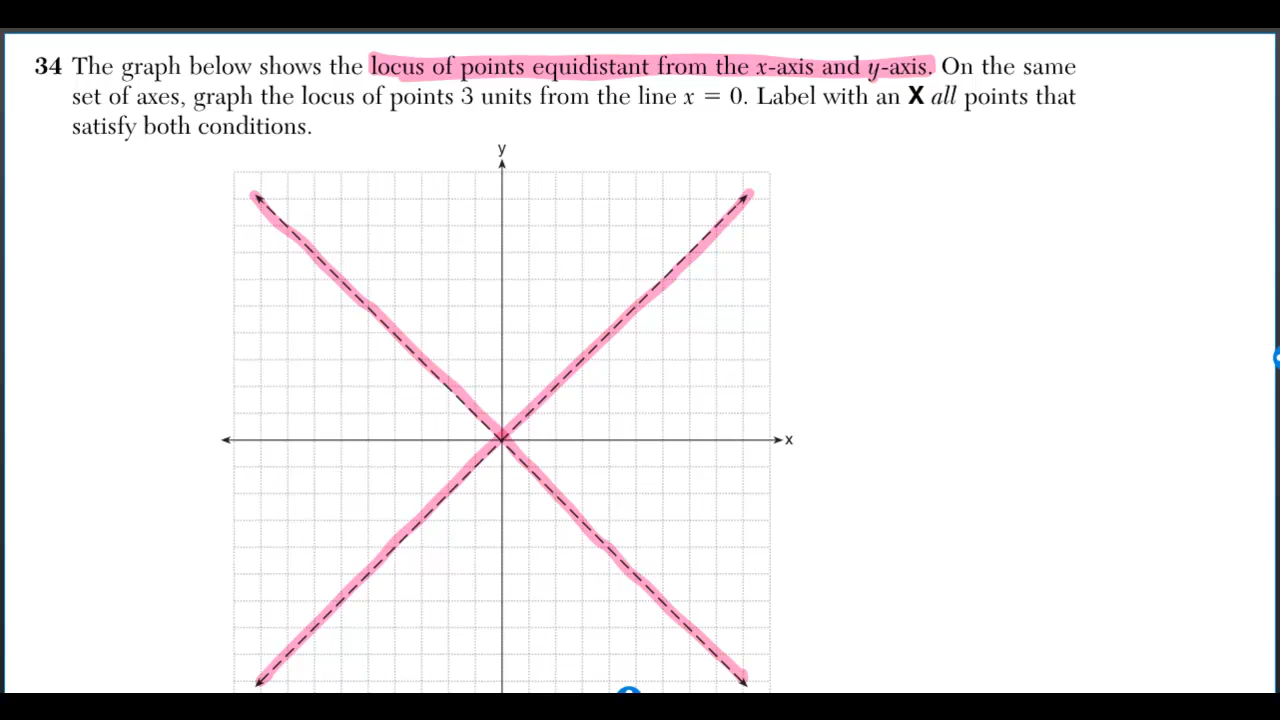 34 The graph below shows the locus of points equidistant from the x-axis and y-axis. On the same
set of axes, graph the locus of points 3 units from the line x = 0. Label with an X all points that
satisfy both conditions.
y
x